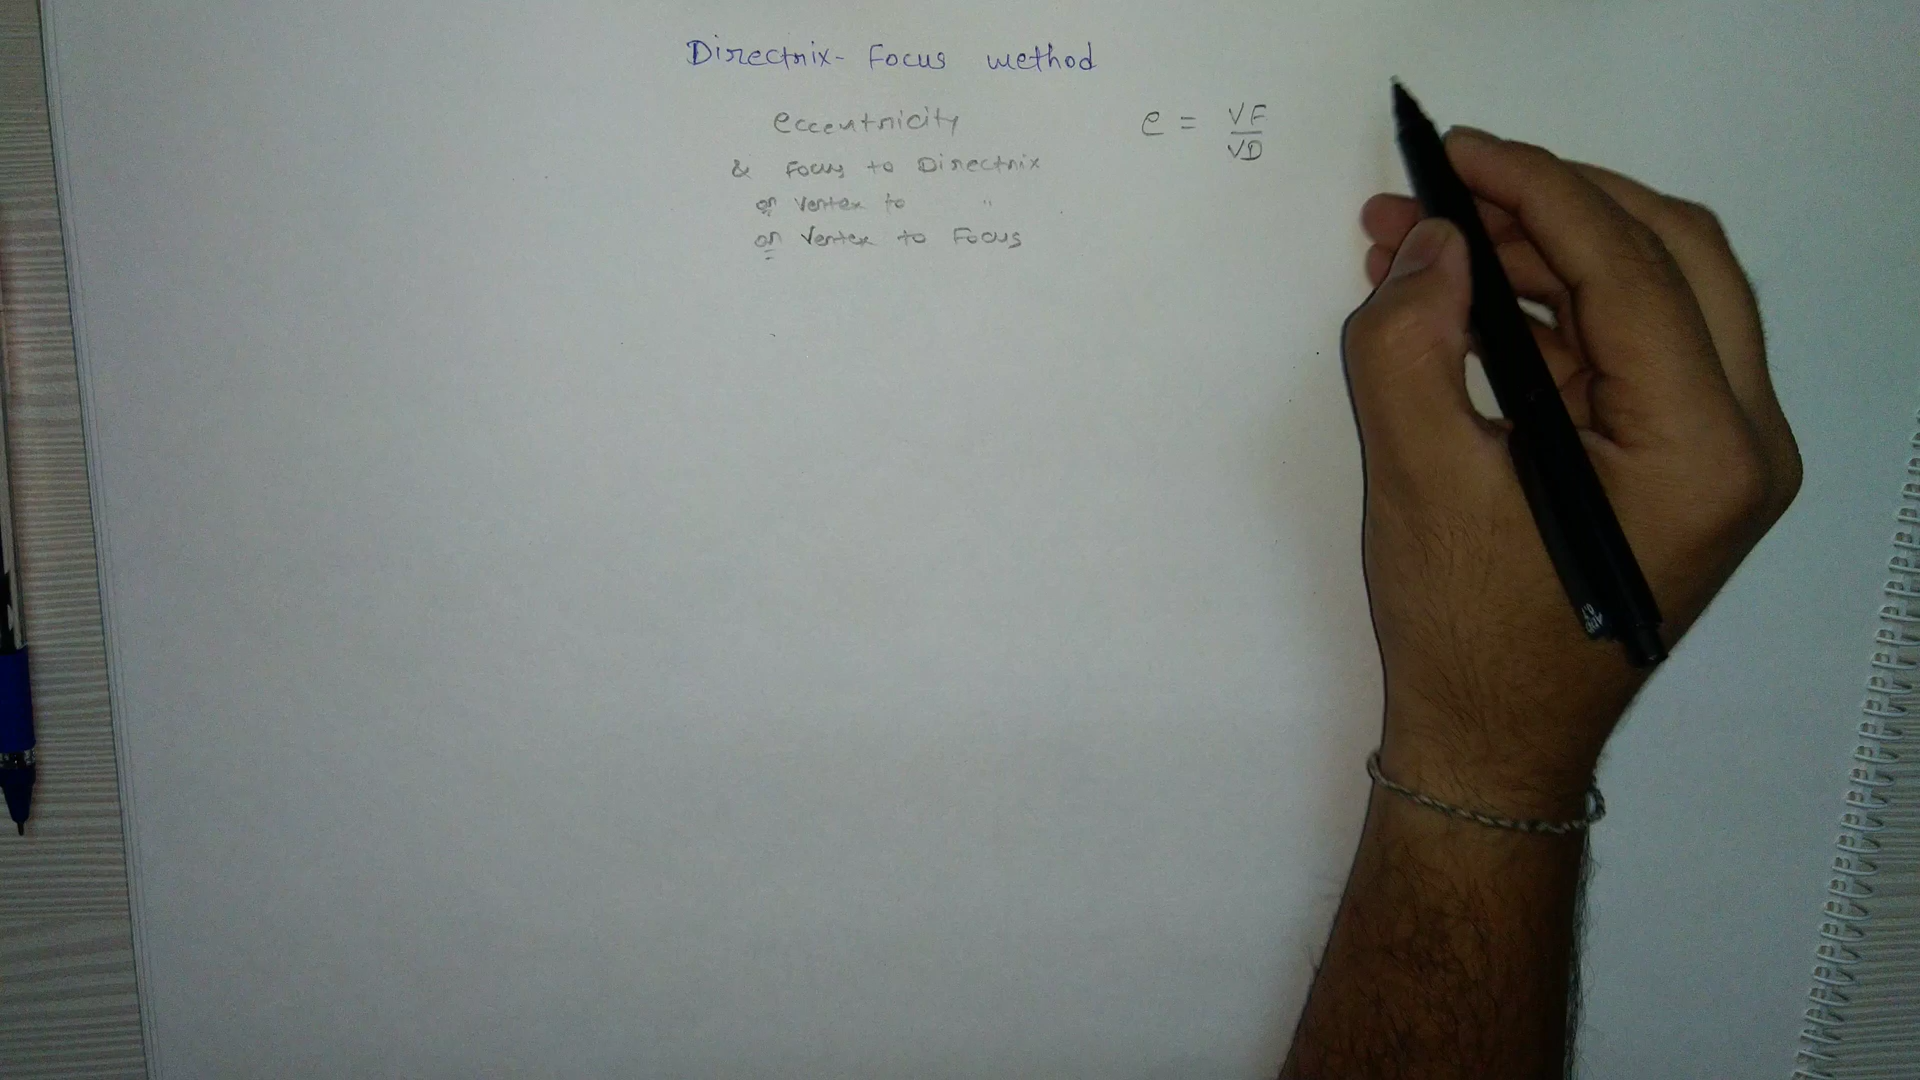 Directrix- Focus method
eccentricity
e = VF/VD
& Focus to Directrix
or Vertex to "
or Vertex to Focus